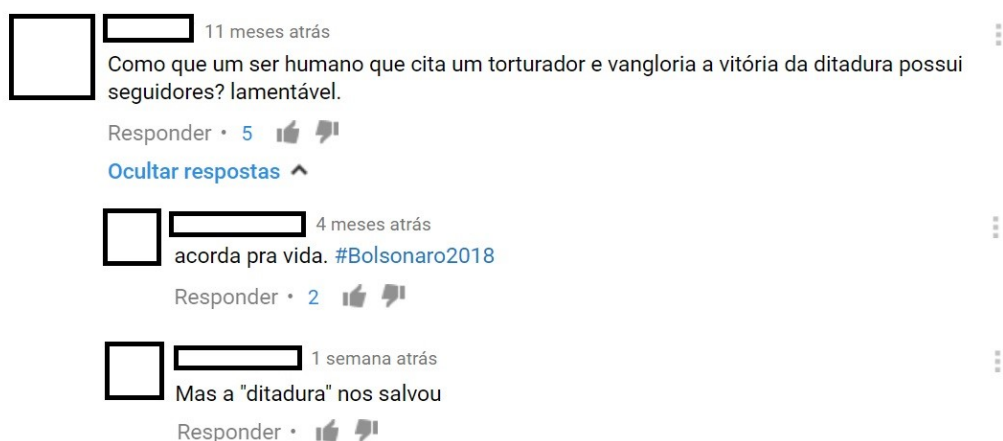 11 meses atrás
Como que um ser humano que cita um torturador e vangloria a vitória da ditadura possui
seguidores? lamentável.
Responder • 5
Ocultar respostas
4 meses atrás
acorda pra vida. #Bolsonaro2018
Responder • 2
1 semana atrás
Mas a "ditadura" nos salvou
Responder •